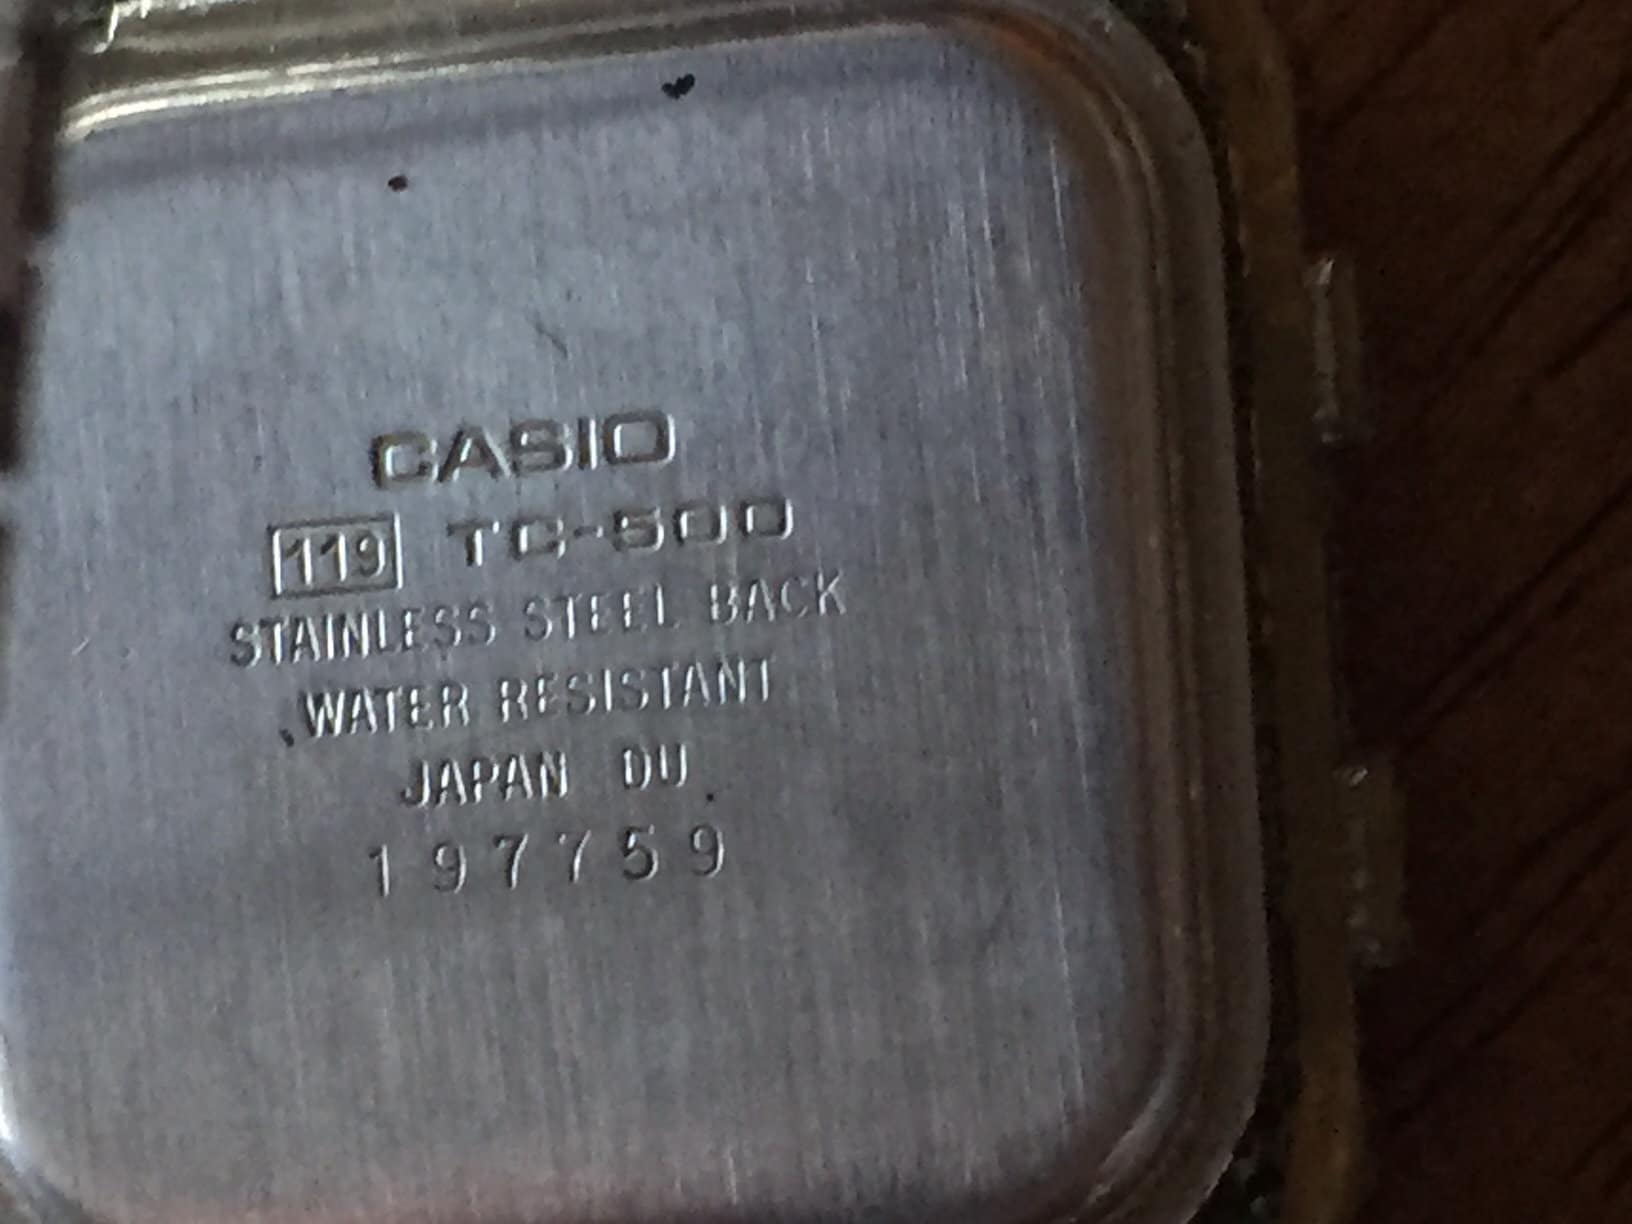 CASIO
119 TC-500
STAINLESS STEEL BACK
WATER RESISTANT
JAPAN DU
197759